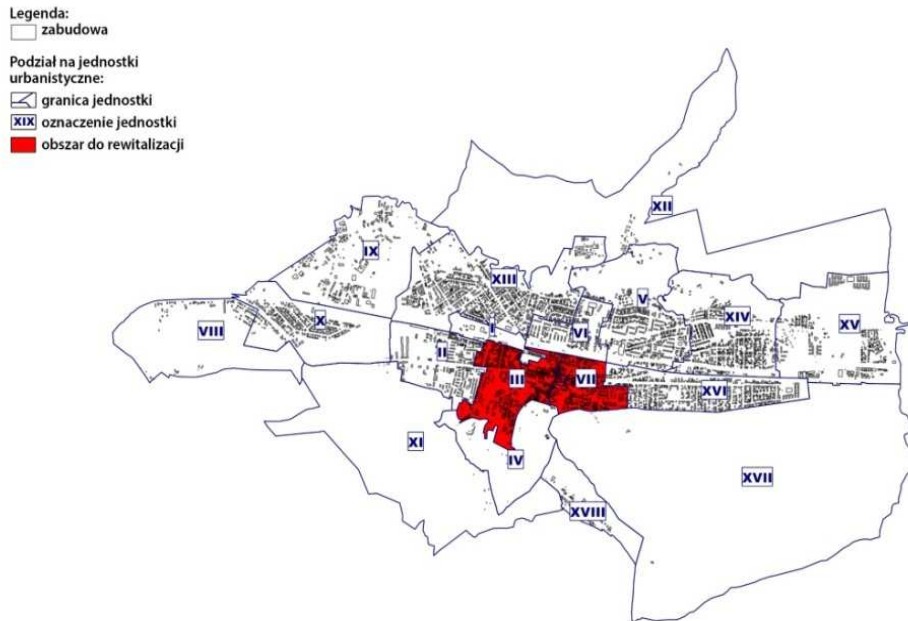 Legenda:
zabudowa
Podział na jednostki
urbanistyczne:
granica jednostki
XIX oznaczenie jednostki
obszar do rewitalizacji
XII
IX
XIII
V
VIII
X
I
VI
XIV
XV
II
III
VII
XVI
XI
IV
XVII
XVIII